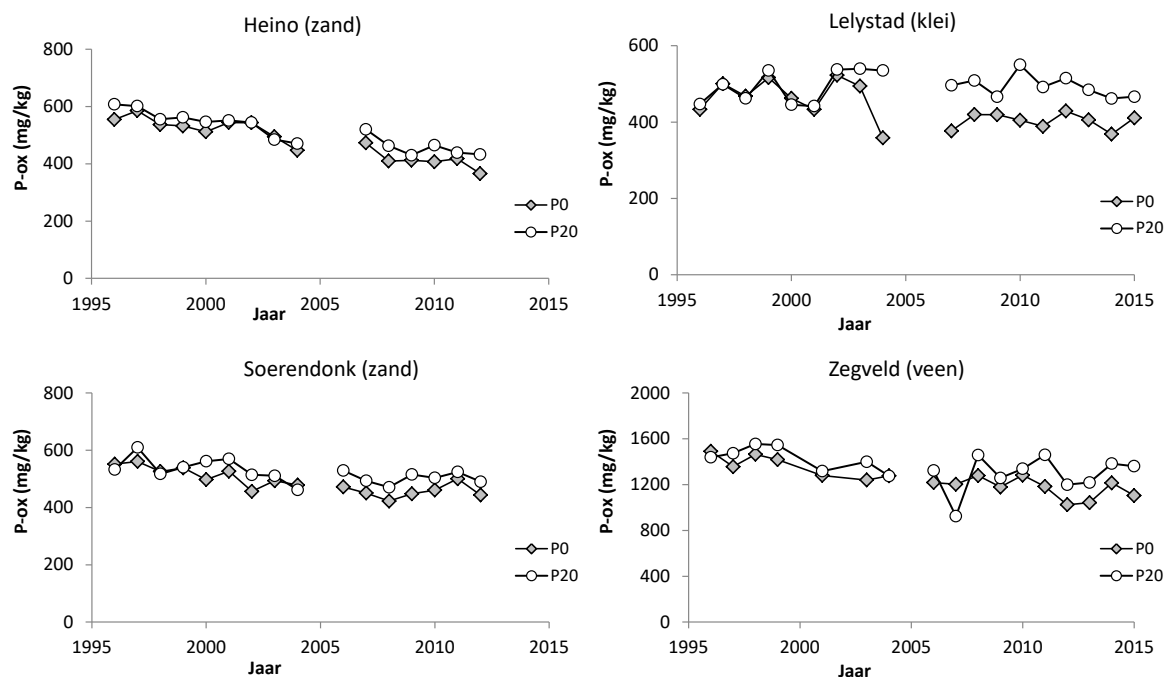 Heino (zand)
800
600
400
200
0
1995 2000 2005 2010 2015
P-ox (mg/kg)
Jaar
P0
P20
Lelystad (klei)
600
400
200
0
1995 2000 2005 2010 2015
P-ox (mg/kg)
Jaar
P0
P20
Soerendonk (zand)
800
600
400
200
0
1995 2000 2005 2010 2015
P-ox (mg/kg)
Jaar
P0
P20
Zegveld (veen)
2000
1600
1200
800
400
0
1995 2000 2005 2010 2015
P-ox (mg/kg)
Jaar
P0
P20